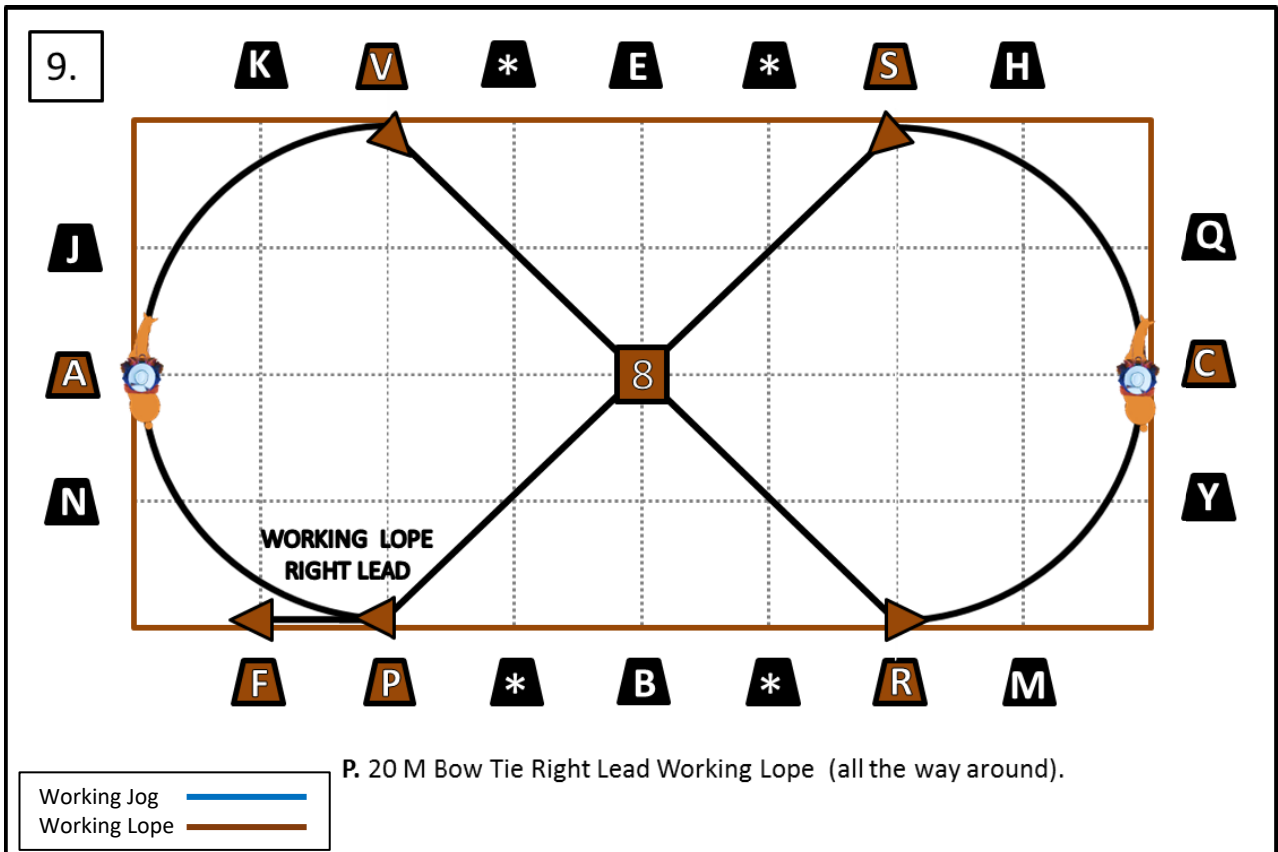 9.
K V * E * S H
J Q
A 8 C
N Y
WORKING LOPE
RIGHT LEAD
F P * B * R M
P. 20 M Bow Tie Right Lead Working Lope (all the way around).
Working Jog
Working Lope